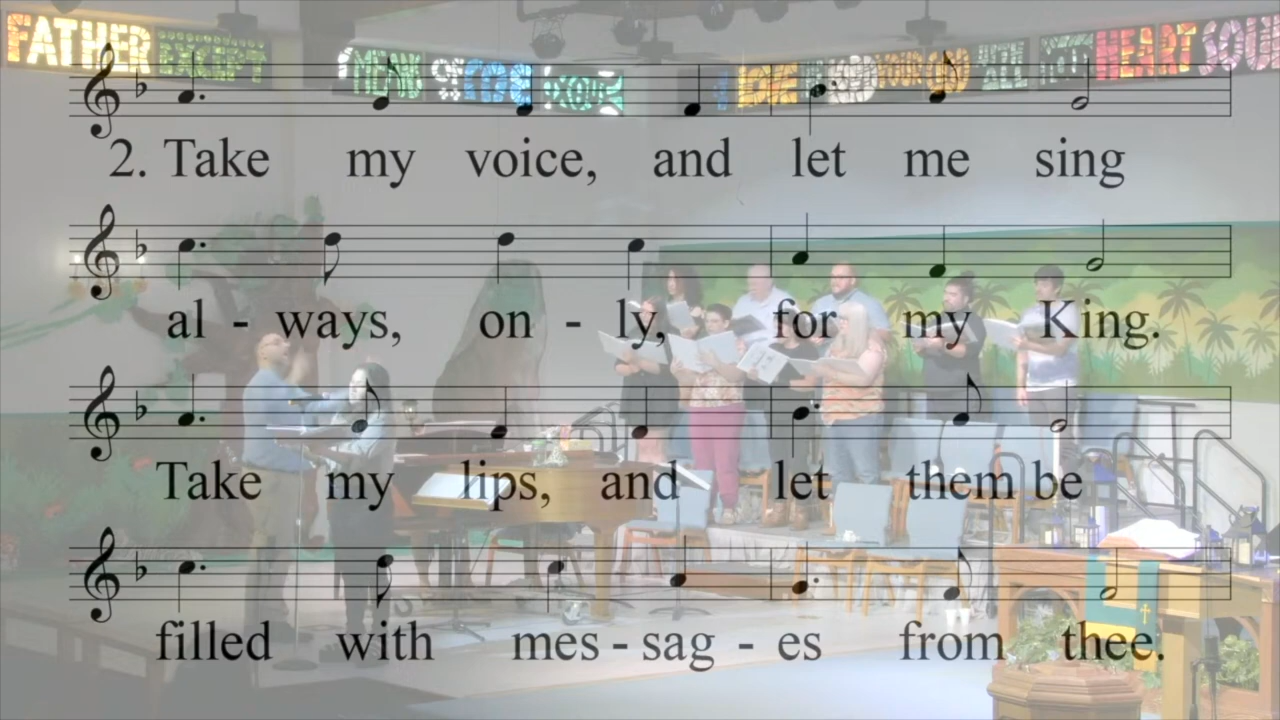 FATHER EXCEPT
HEART SOUL
2. Take my voice, and let me sing
al - ways, on - ly, for my King.
Take my lips, and let them be
filled with mes - sag - es from thee.